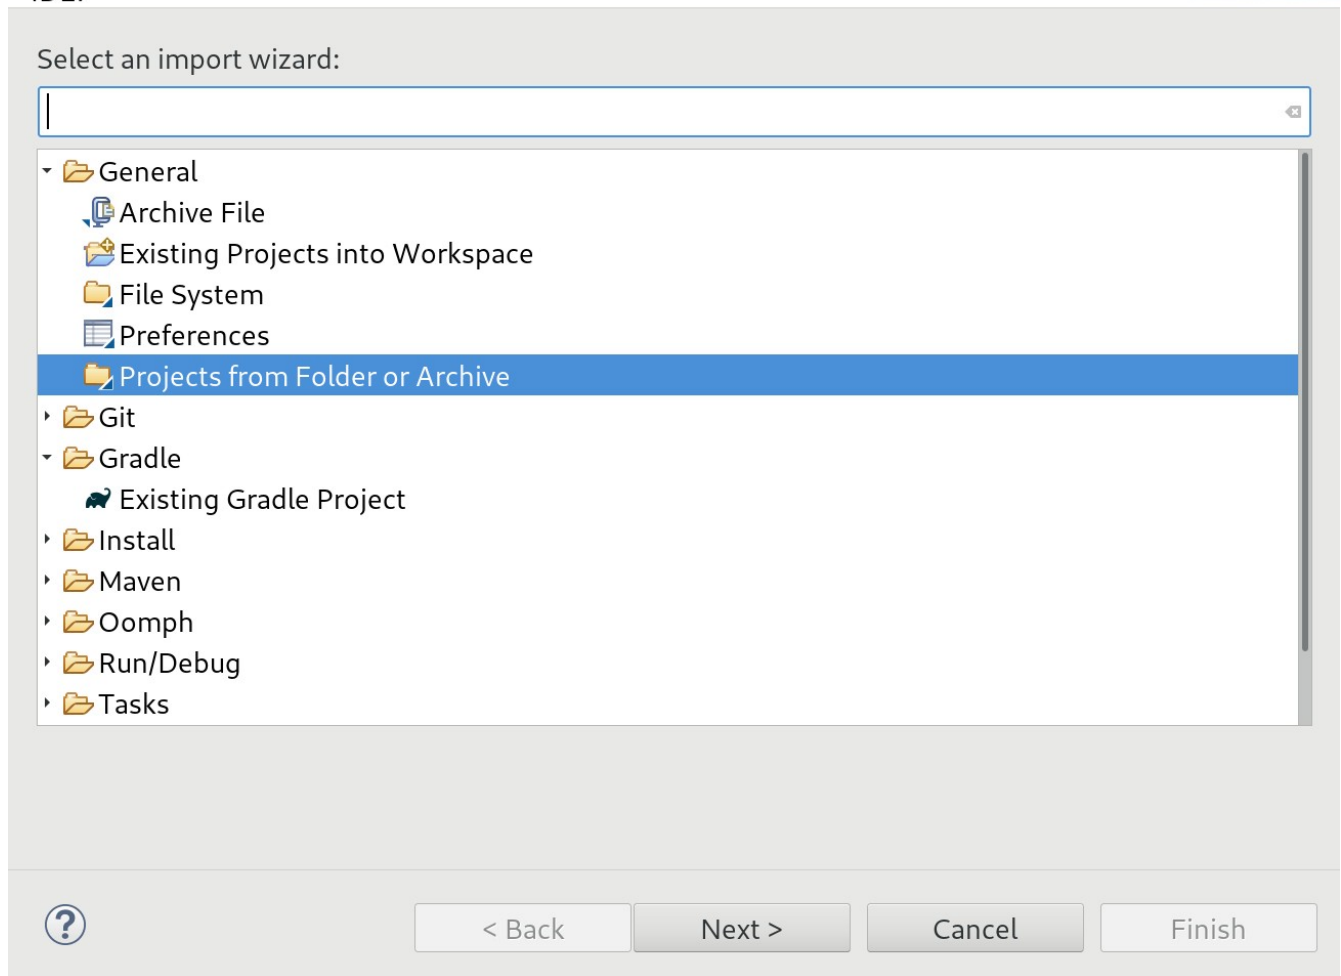 Select an import wizard:
General
Archive File
Existing Projects into Workspace
File System
Preferences
Projects from Folder or Archive
Git
Gradle
Existing Gradle Project
Install
Maven
Oomph
Run/Debug
Tasks
? < Back Next > Cancel Finish